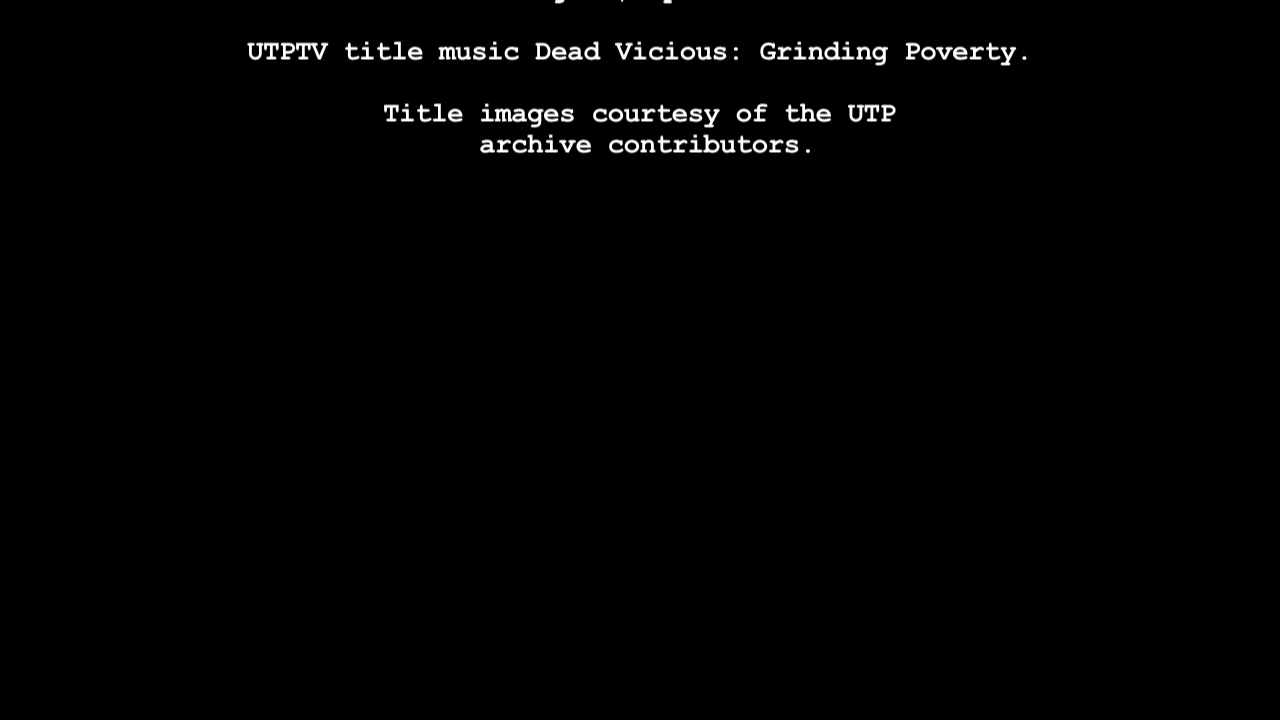 UTPTV title music Dead Vicious: Grinding Poverty.
Title images courtesy of the UTP
archive contributors.